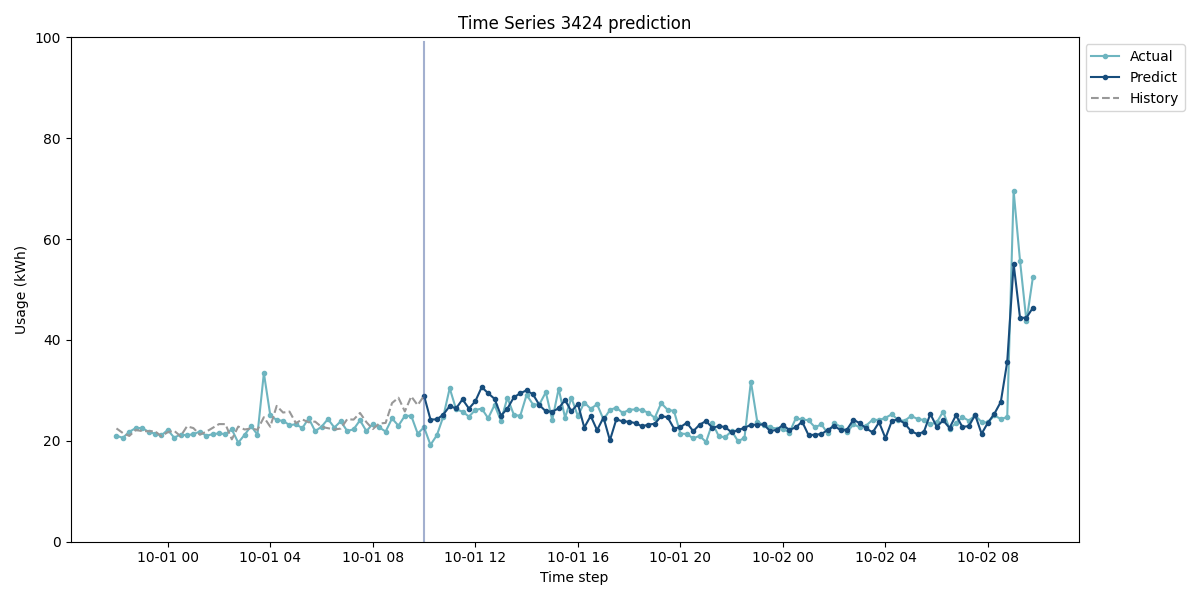 Time Series 3424 prediction
100
80
60
40
20
0
Usage (kWh)
10-01 00
10-01 04
10-01 08
10-01 12
10-01 16
10-01 20
10-02 00
10-02 04
10-02 08
Time step
Actual
Predict
History